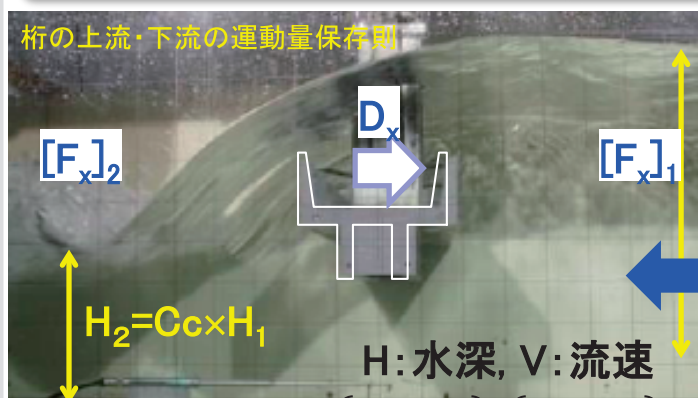 桁の上流・下流の運動量保存則
Dx
[Fx]2
[Fx]1
H2=Cc×H1
H:水深, V:流速